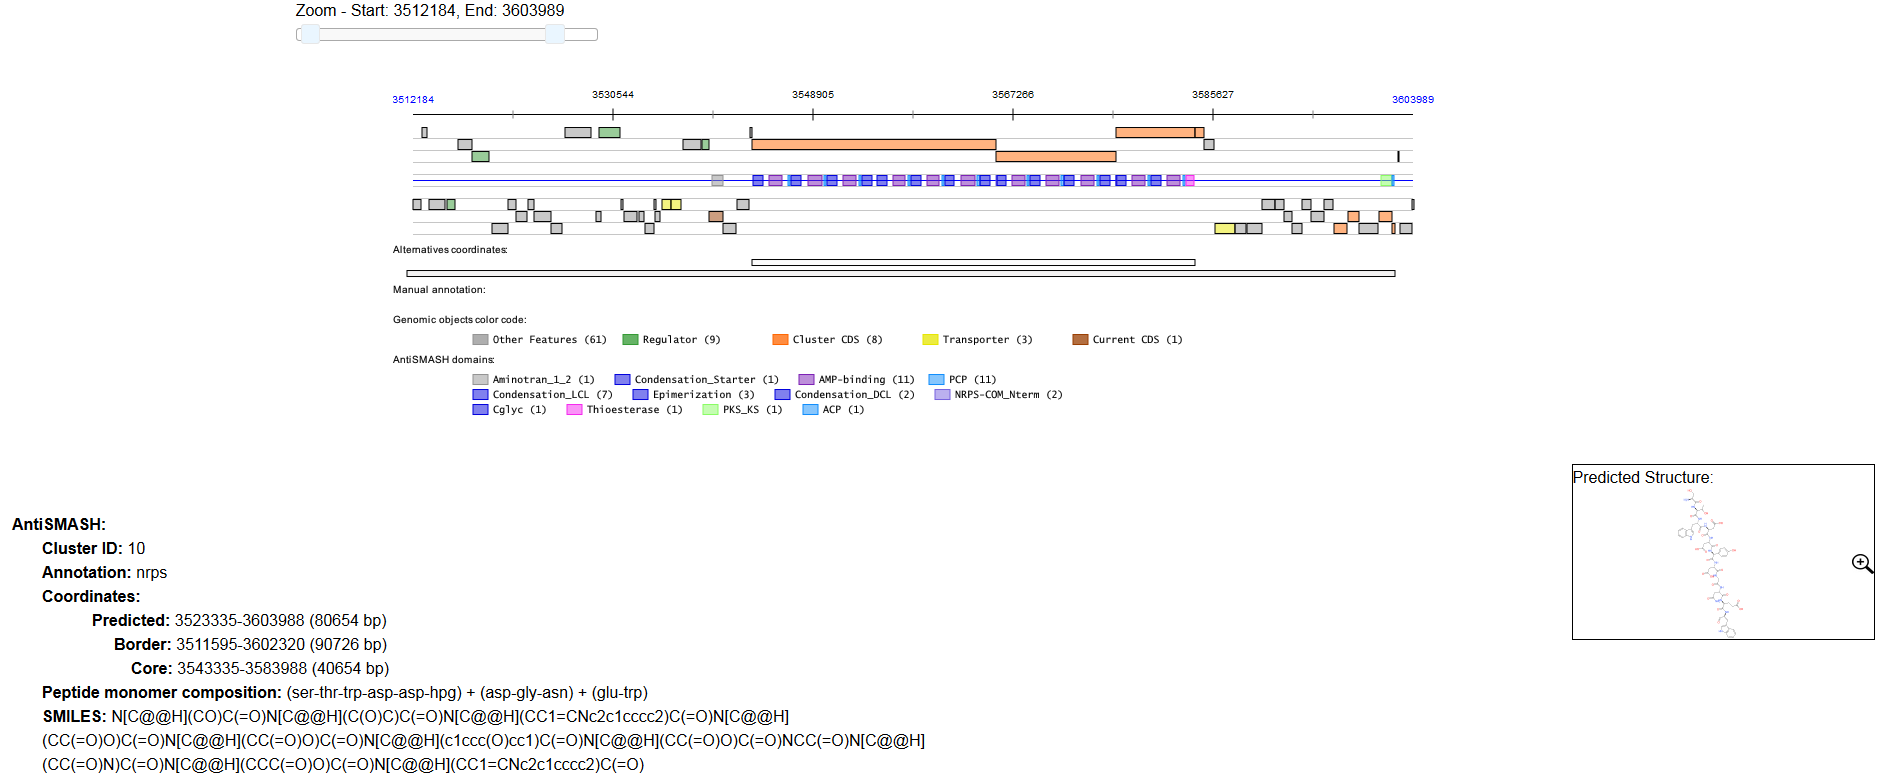 Zoom - Start: 3512184, End: 3603989
3512184 3530544 3548905 3567266 3585627 3603989
Alternatives coordinates:
Manual annotation:
Genomic objects color code:
Other Features (61) Regulator (9) Cluster CDS (8) Transporter (3) Current CDS (1)
AntiSMASH domains:
Aminotran_1_2 (1) Condensation_Starter (1) AMP-binding (11) PCP (11)
Condensation_LCL (7) Epimerization (3) Condensation_DCL (2) NRPS-COM_Nterm (2)
Cglyc (1) Thioesterase (1) PKS_KS (1) ACP (1)
Predicted Structure:
AntiSMASH:
Cluster ID: 10
Annotation: nrps
Coordinates:
Predicted: 3523335-3603988 (80654 bp)
Border: 3511595-3602320 (90726 bp)
Core: 3543335-3583988 (40654 bp)
Peptide monomer composition: (ser-thr-trp-asp-asp-hpg) + (asp-gly-asn) + (glu-trp)
SMILES: N[C@@H](CO)C(=O)N[C@@H](C(O)C)C(=O)N[C@@H](CC1=CNc2c1cccc2)C(=O)N[C@@H]
(CC(=O)O)C(=O)N[C@@H](CC(=O)O)C(=O)N[C@@H](c1ccc(O)cc1)C(=O)N[C@@H](CC(=O)O)C(=O)NCC(=O)N[C@@H]
(CC(=O)N)C(=O)N[C@@H](CCC(=O)O)C(=O)N[C@@H](CC1=CNc2c1cccc2)C(=O)